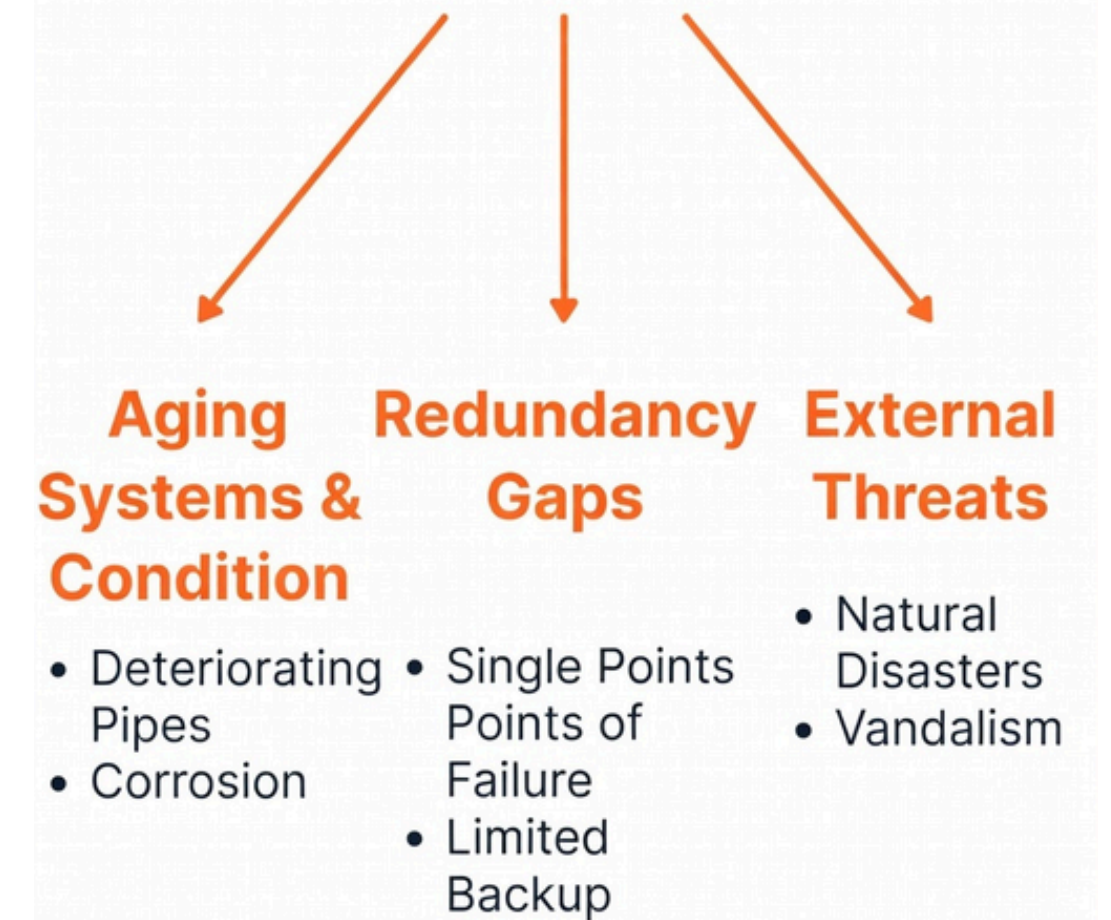 Aging
Systems &
Condition
• Deteriorating
Pipes
• Corrosion
Redundancy
Gaps
• Single Points
Points of
Failure
• Limited
Backup
External
Threats
• Natural
Disasters
• Vandalism